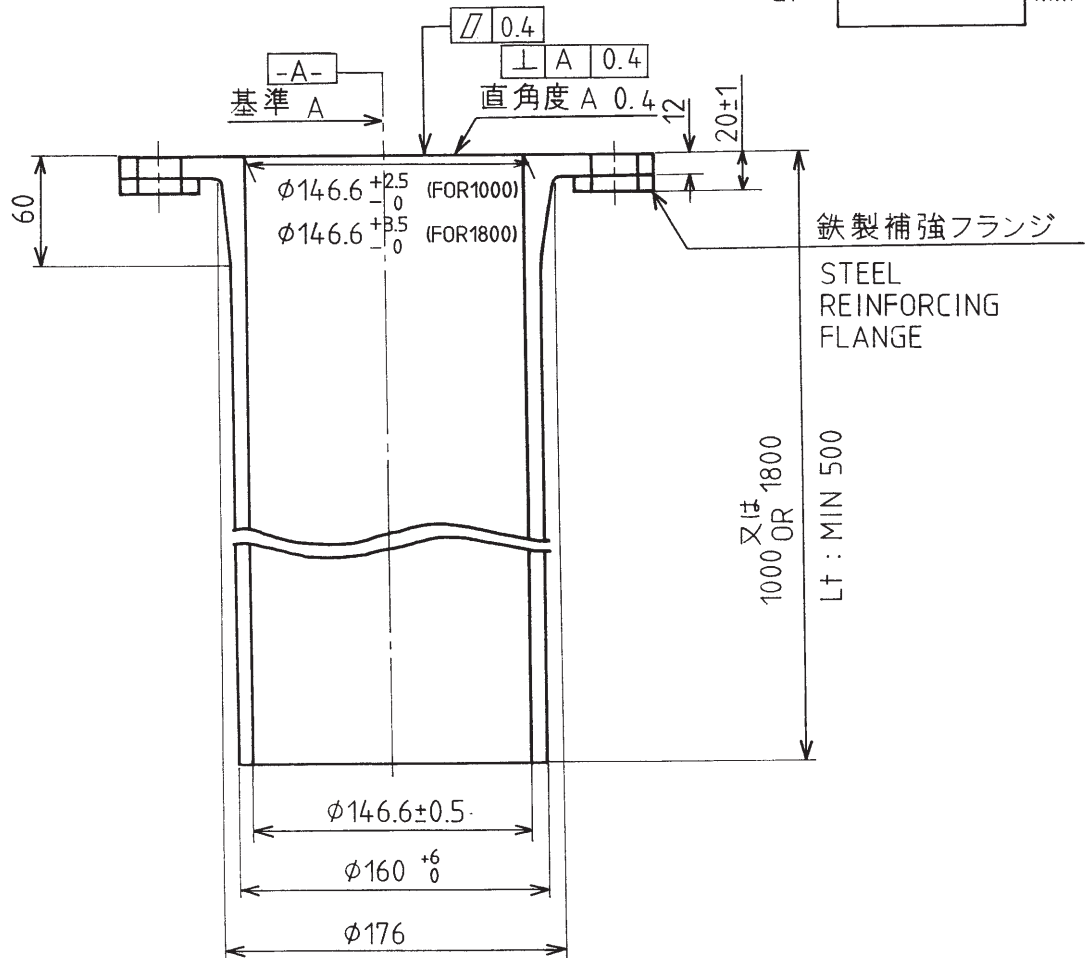 ⏥ 0.4
⊥ A 0.4
-A-
基準 A
直角度 A 0.4
12
20±1
60
Φ146.6 +2.5 -0 (FOR1000)
Φ146.6 +3.5 -0 (FOR1800)
鉄製補強フランジ
STEEL
REINFORCING
FLANGE
1000 又は OR 1800
Lt : MIN 500
Φ146.6±0.5
Φ160 +6 0
Φ176